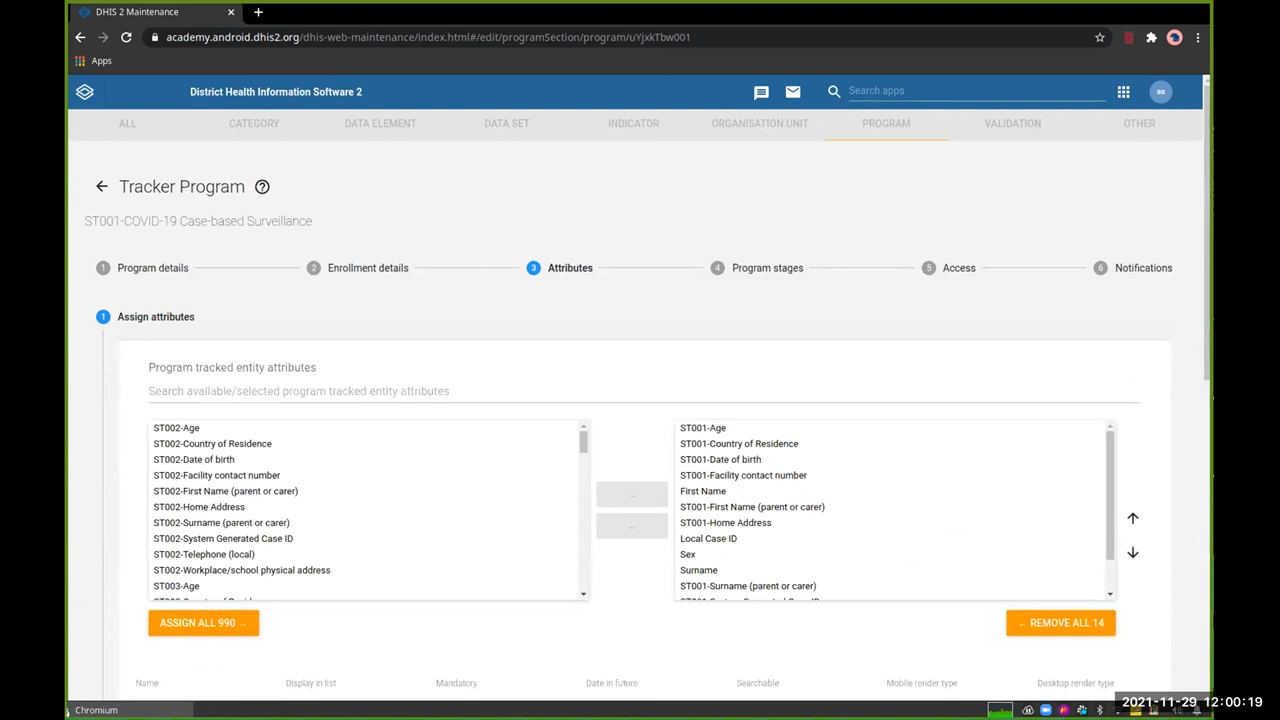 DHIS 2 Maintenance
academy.android.dhis2.org/dhis-web-maintenance/index.html#/edit/programSection/program/uYjxkTbw001
Apps
District Health Information Software 2
Search apps
as
ALL CATEGORY DATA ELEMENT DATA SET INDICATOR ORGANISATION UNIT PROGRAM VALIDATION OTHER
Tracker Program
ST001-COVID-19 Case-based Surveillance
1 Program details 2 Enrollment details 3 Attributes 4 Program stages 5 Access 6 Notifications
1 Assign attributes
Program tracked entity attributes
Search available/selected program tracked entity attributes
ST002-Age
ST002-Country of Residence
ST002-Date of birth
ST002-Facility contact number
ST002-First Name (parent or carer)
ST002-Home Address
ST002-Surname (parent or carer)
ST002-System Generated Case ID
ST002-Telephone (local)
ST002-Workplace/school physical address
ST003-Age
ST001-Age
ST001-Country of Residence
ST001-Date of birth
ST001-Facility contact number
First Name
ST001-First Name (parent or carer)
ST001-Home Address
Local Case ID
Sex
Surname
ST001-Surname (parent or carer)
ASSIGN ALL 990 →
← REMOVE ALL 14
Name Display in list Mandatory Date in future Searchable Mobile render type Desktop render type
Chromium
2021-11-29 12:00:19